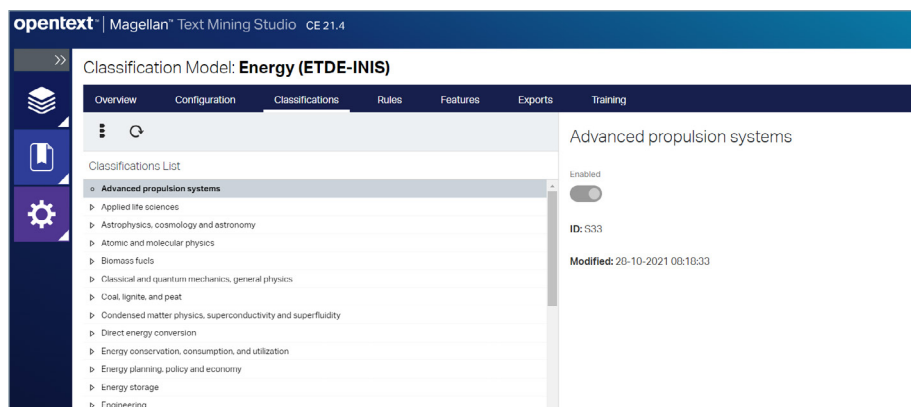 opentext™ | Magellan™ Text Mining Studio CE 21.4
>>
Classification Model: Energy (ETDE-INIS)
Overview Configuration Classifications Rules Features Exports Training
Classifications List
Advanced propulsion systems
Applied life sciences
Astrophysics, cosmology and astronomy
Atomic and molecular physics
Biomass fuels
Classical and quantum mechanics, general physics
Coal, lignite, and peat
Condensed matter physics, superconductivity and superfluidity
Direct energy conversion
Energy conservation, consumption, and utilization
Energy planning, policy and economy
Energy storage
Engineering
Advanced propulsion systems
Enabled
ID: S33
Modified: 28-10-2021 08:18:33